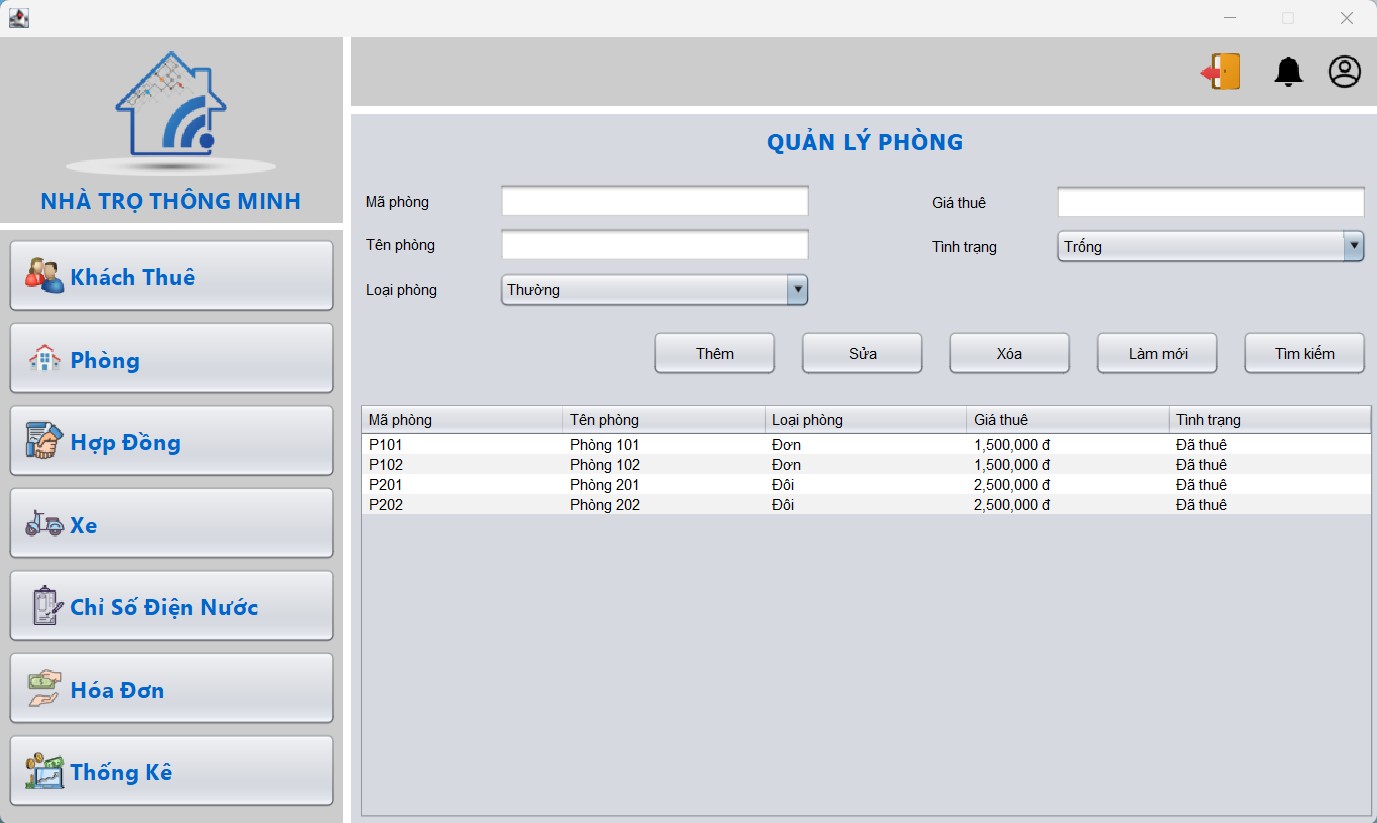 NHÀ TRỌ THÔNG MINH
Khách Thuê
Phòng
Hợp Đồng
Xe
Chỉ Số Điện Nước
Hóa Đơn
Thống Kê
QUẢN LÝ PHÒNG
Mã phòng
Giá thuê
Tên phòng
Tình trạng Trống
Loại phòng Thường
Thêm Sửa Xóa Làm mới Tìm kiếm
Mã phòng Tên phòng Loại phòng Giá thuê Tình trạng
P101 Phòng 101 Đơn 1,500,000 đ Đã thuê
P102 Phòng 102 Đơn 1,500,000 đ Đã thuê
P201 Phòng 201 Đôi 2,500,000 đ Đã thuê
P202 Phòng 202 Đôi 2,500,000 đ Đã thuê